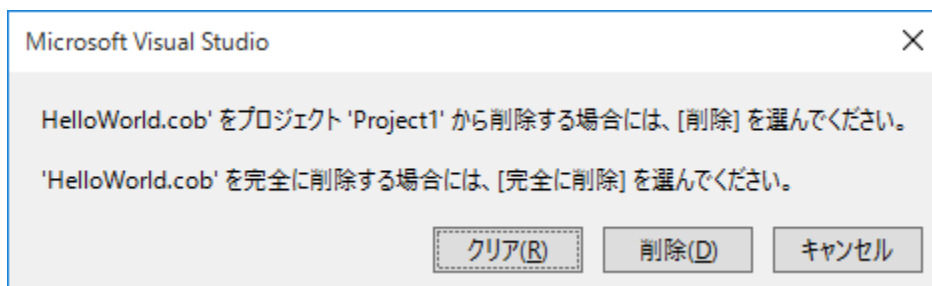 Microsoft Visual Studio
HelloWorld.cob' をプロジェクト 'Project1' から削除する場合には、[削除] を選んでください。
'HelloWorld.cob' を完全に削除する場合には、[完全に削除] を選んでください。
クリア(R) 削除(D) キャンセル